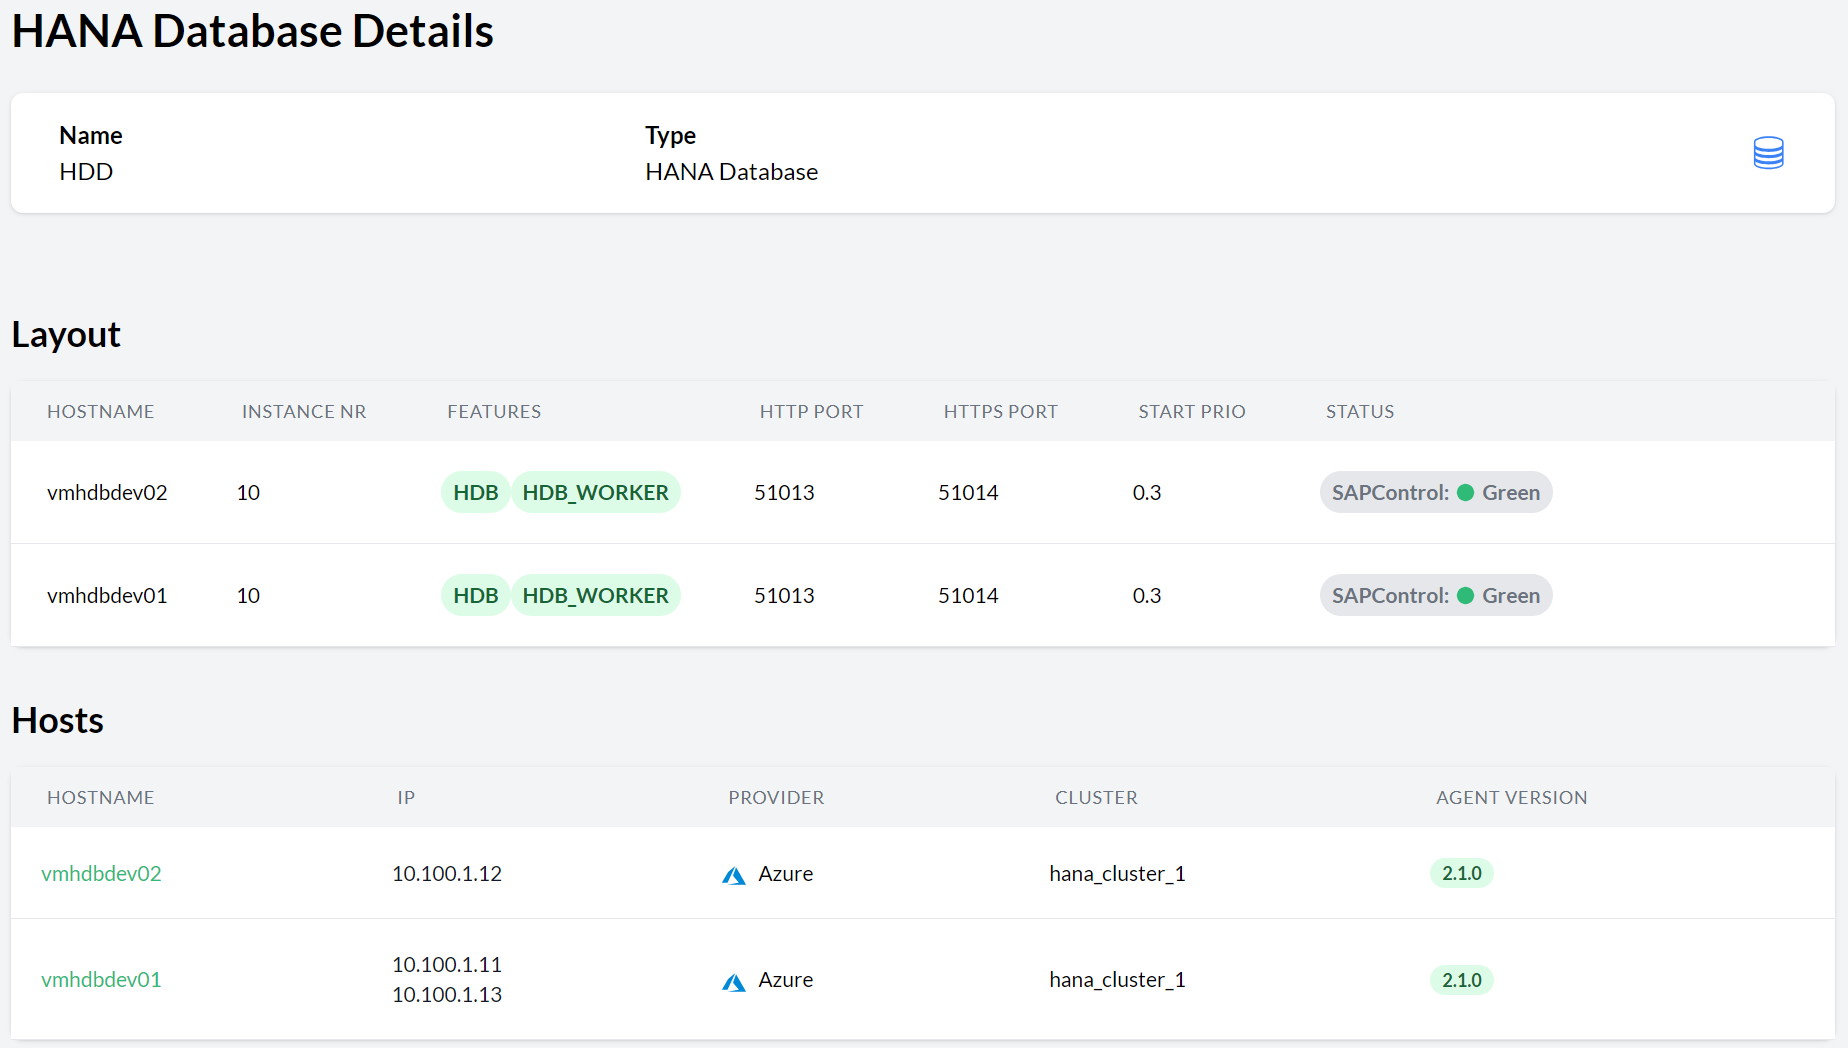 HANA Database Details
Name Type
HDD HANA Database
Layout
HOSTNAME INSTANCE NR FEATURES HTTP PORT HTTPS PORT START PRIO STATUS
vmhdbdev02 10 HDB HDB_WORKER 51013 51014 0.3 SAPControl: Green
vmhdbdev01 10 HDB HDB_WORKER 51013 51014 0.3 SAPControl: Green
Hosts
HOSTNAME IP PROVIDER CLUSTER AGENT VERSION
vmhdbdev02 10.100.1.12 Azure hana_cluster_1 2.1.0
10.100.1.11
vmhdbdev01 Azure hana_cluster_1 2.1.0
10.100.1.13